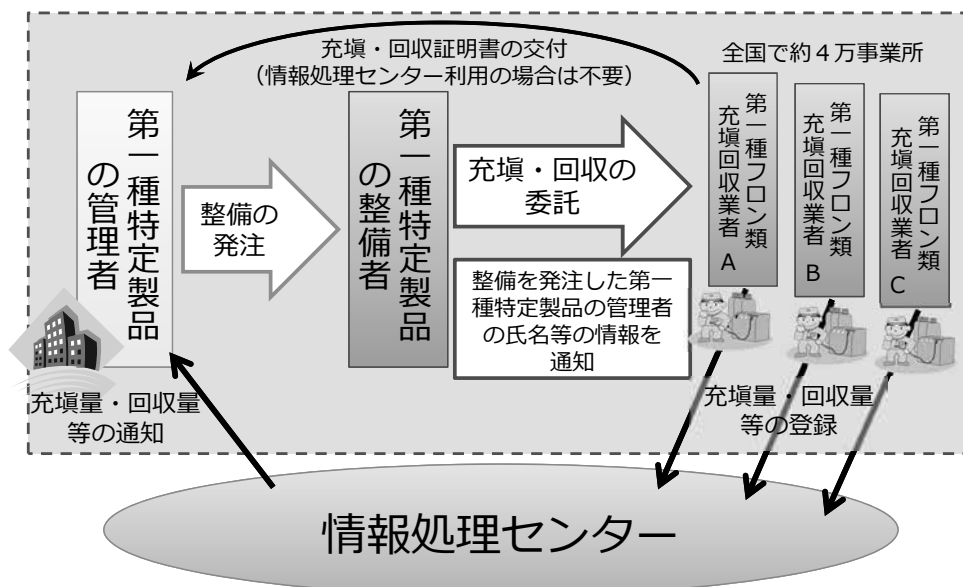 充塡・回収証明書の交付
（情報処理センター利用の場合は不要）
全国で約４万事業所
第一種特定製品
の管理者
整備の
発注
第一種特定製品
の整備者
充塡・回収の
委託
整備を発注した第一
種特定製品の管理者
の氏名等の情報を
通知
第一種フロン類
充塡回収業者
A
第一種フロン類
充塡回収業者
B
第一種フロン類
充塡回収業者
C
充塡量・回収量
等の通知
充塡量・回収量
等の登録
情報処理センター